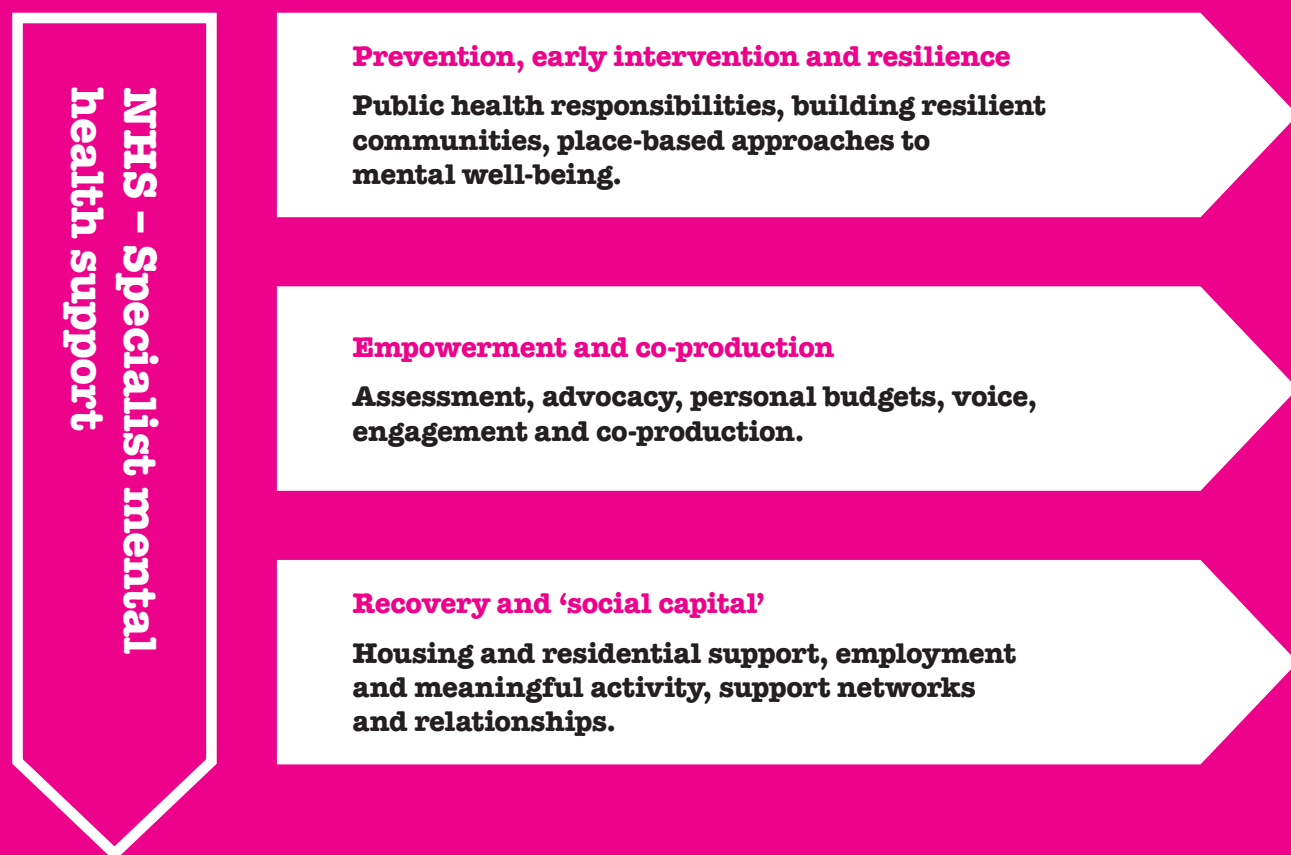 NHS – Specialist mental
health support
Prevention, early intervention and resilience
Public health responsibilities, building resilient
communities, place-based approaches to
mental well-being.
Empowerment and co-production
Assessment, advocacy, personal budgets, voice,
engagement and co-production.
Recovery and ‘social capital’
Housing and residential support, employment
and meaningful activity, support networks
and relationships.